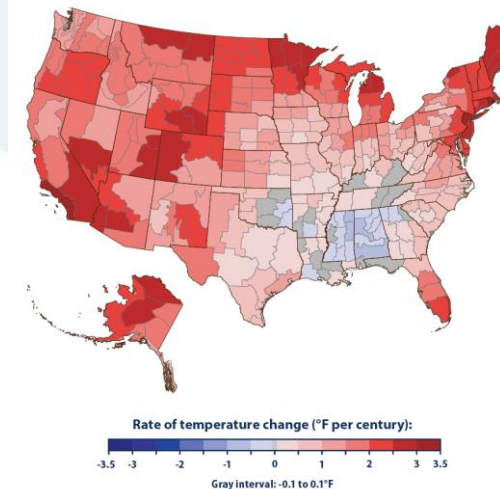 Rate of temperature change (°F per century):
-3.5 -3 -2 -1 0 1 2 3 3.5
Gray interval: -0.1 to 0.1°F